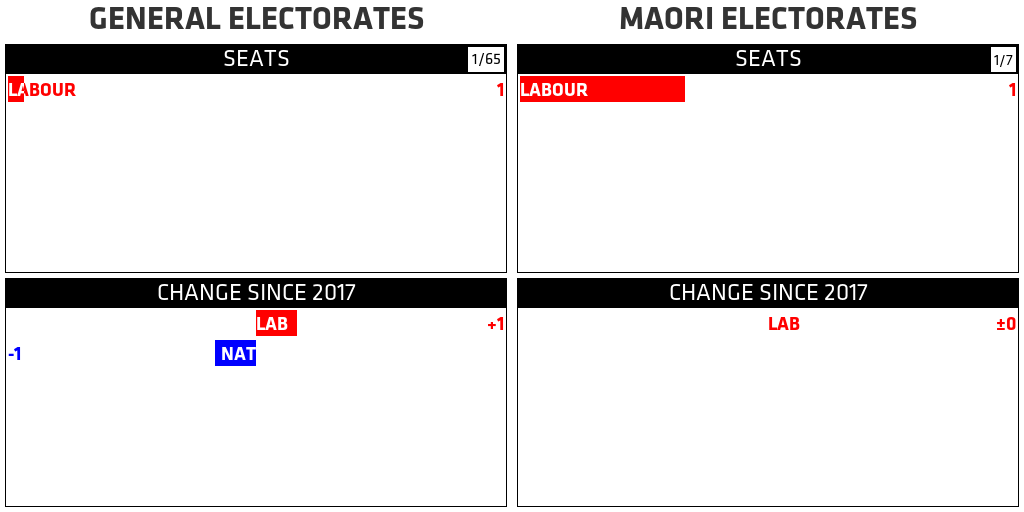 GENERAL ELECTORATES
SEATS 1/65
LABOUR 1
CHANGE SINCE 2017
LAB +1
-1 NAT
MAORI ELECTORATES
SEATS 1/7
LABOUR 1
CHANGE SINCE 2017
LAB ±0